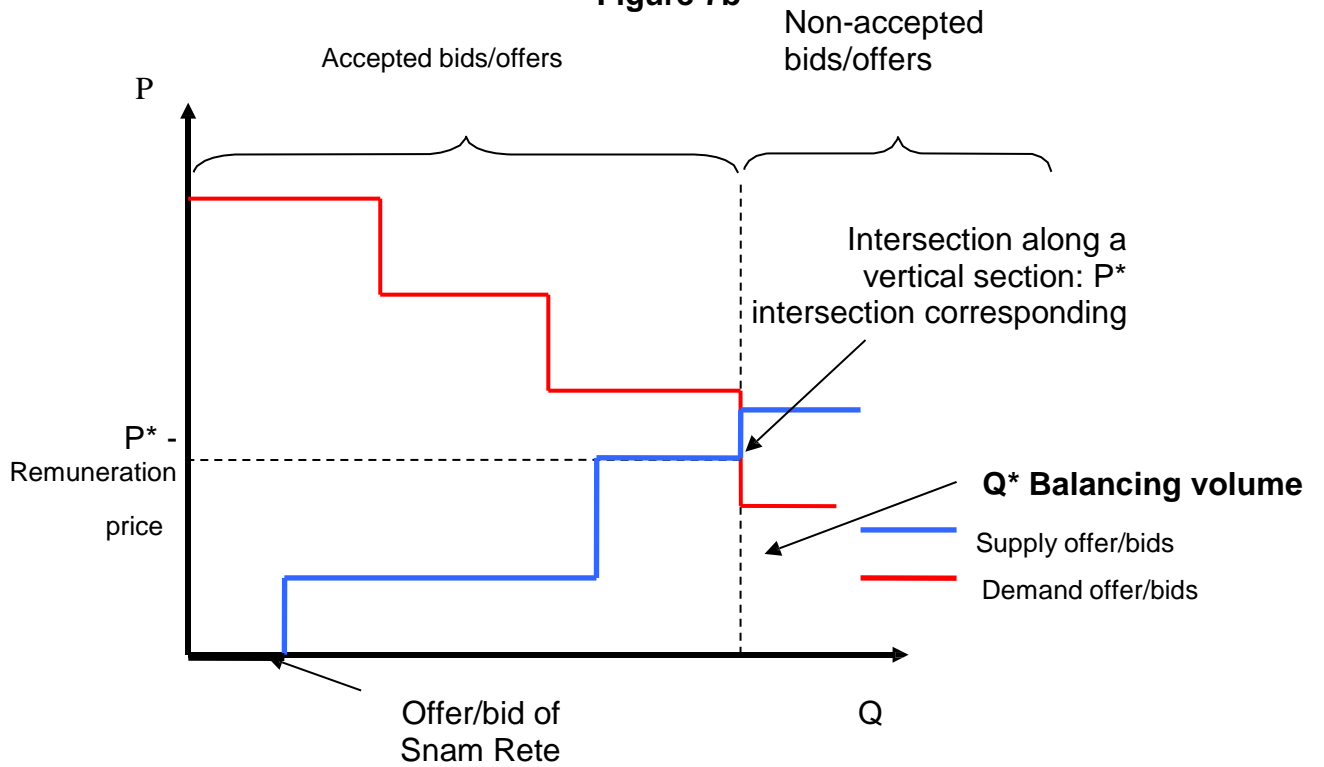 Figure 7b
Non-accepted
bids/offers
Accepted bids/offers
P
Intersection along a
vertical section: P*
intersection corresponding
P* -
Remuneration
price
Q* Balancing volume
Supply offer/bids
Demand offer/bids
Offer/bid of
Snam Rete
Q